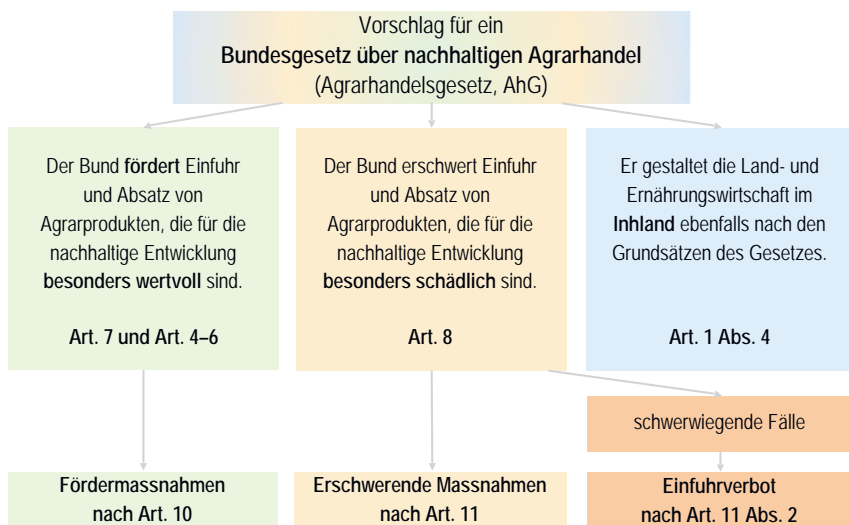 Vorschlag für ein
Bundesgesetz über nachhaltigen Agrarhandel
(Agrarhandelsgesetz, AhG)
Der Bund fördert Einfuhr
und Absatz von
Agrarprodukten, die für die
nachhaltige Entwicklung
besonders wertvoll sind.
Art. 7 und Art. 4–6
Der Bund erschwert Einfuhr
und Absatz von
Agrarprodukten, die für die
nachhaltige Entwicklung
besonders schädlich sind.
Art. 8
Er gestaltet die Land- und
Ernährungswirtschaft im
Inhland ebenfalls nach den
Grundsätzen des Gesetzes.
Art. 1 Abs. 4
schwerwiegende Fälle
Fördermassnahmen
nach Art. 10
Erschwerende Massnahmen
nach Art. 11
Einfuhrverbot
nach Art. 11 Abs. 2